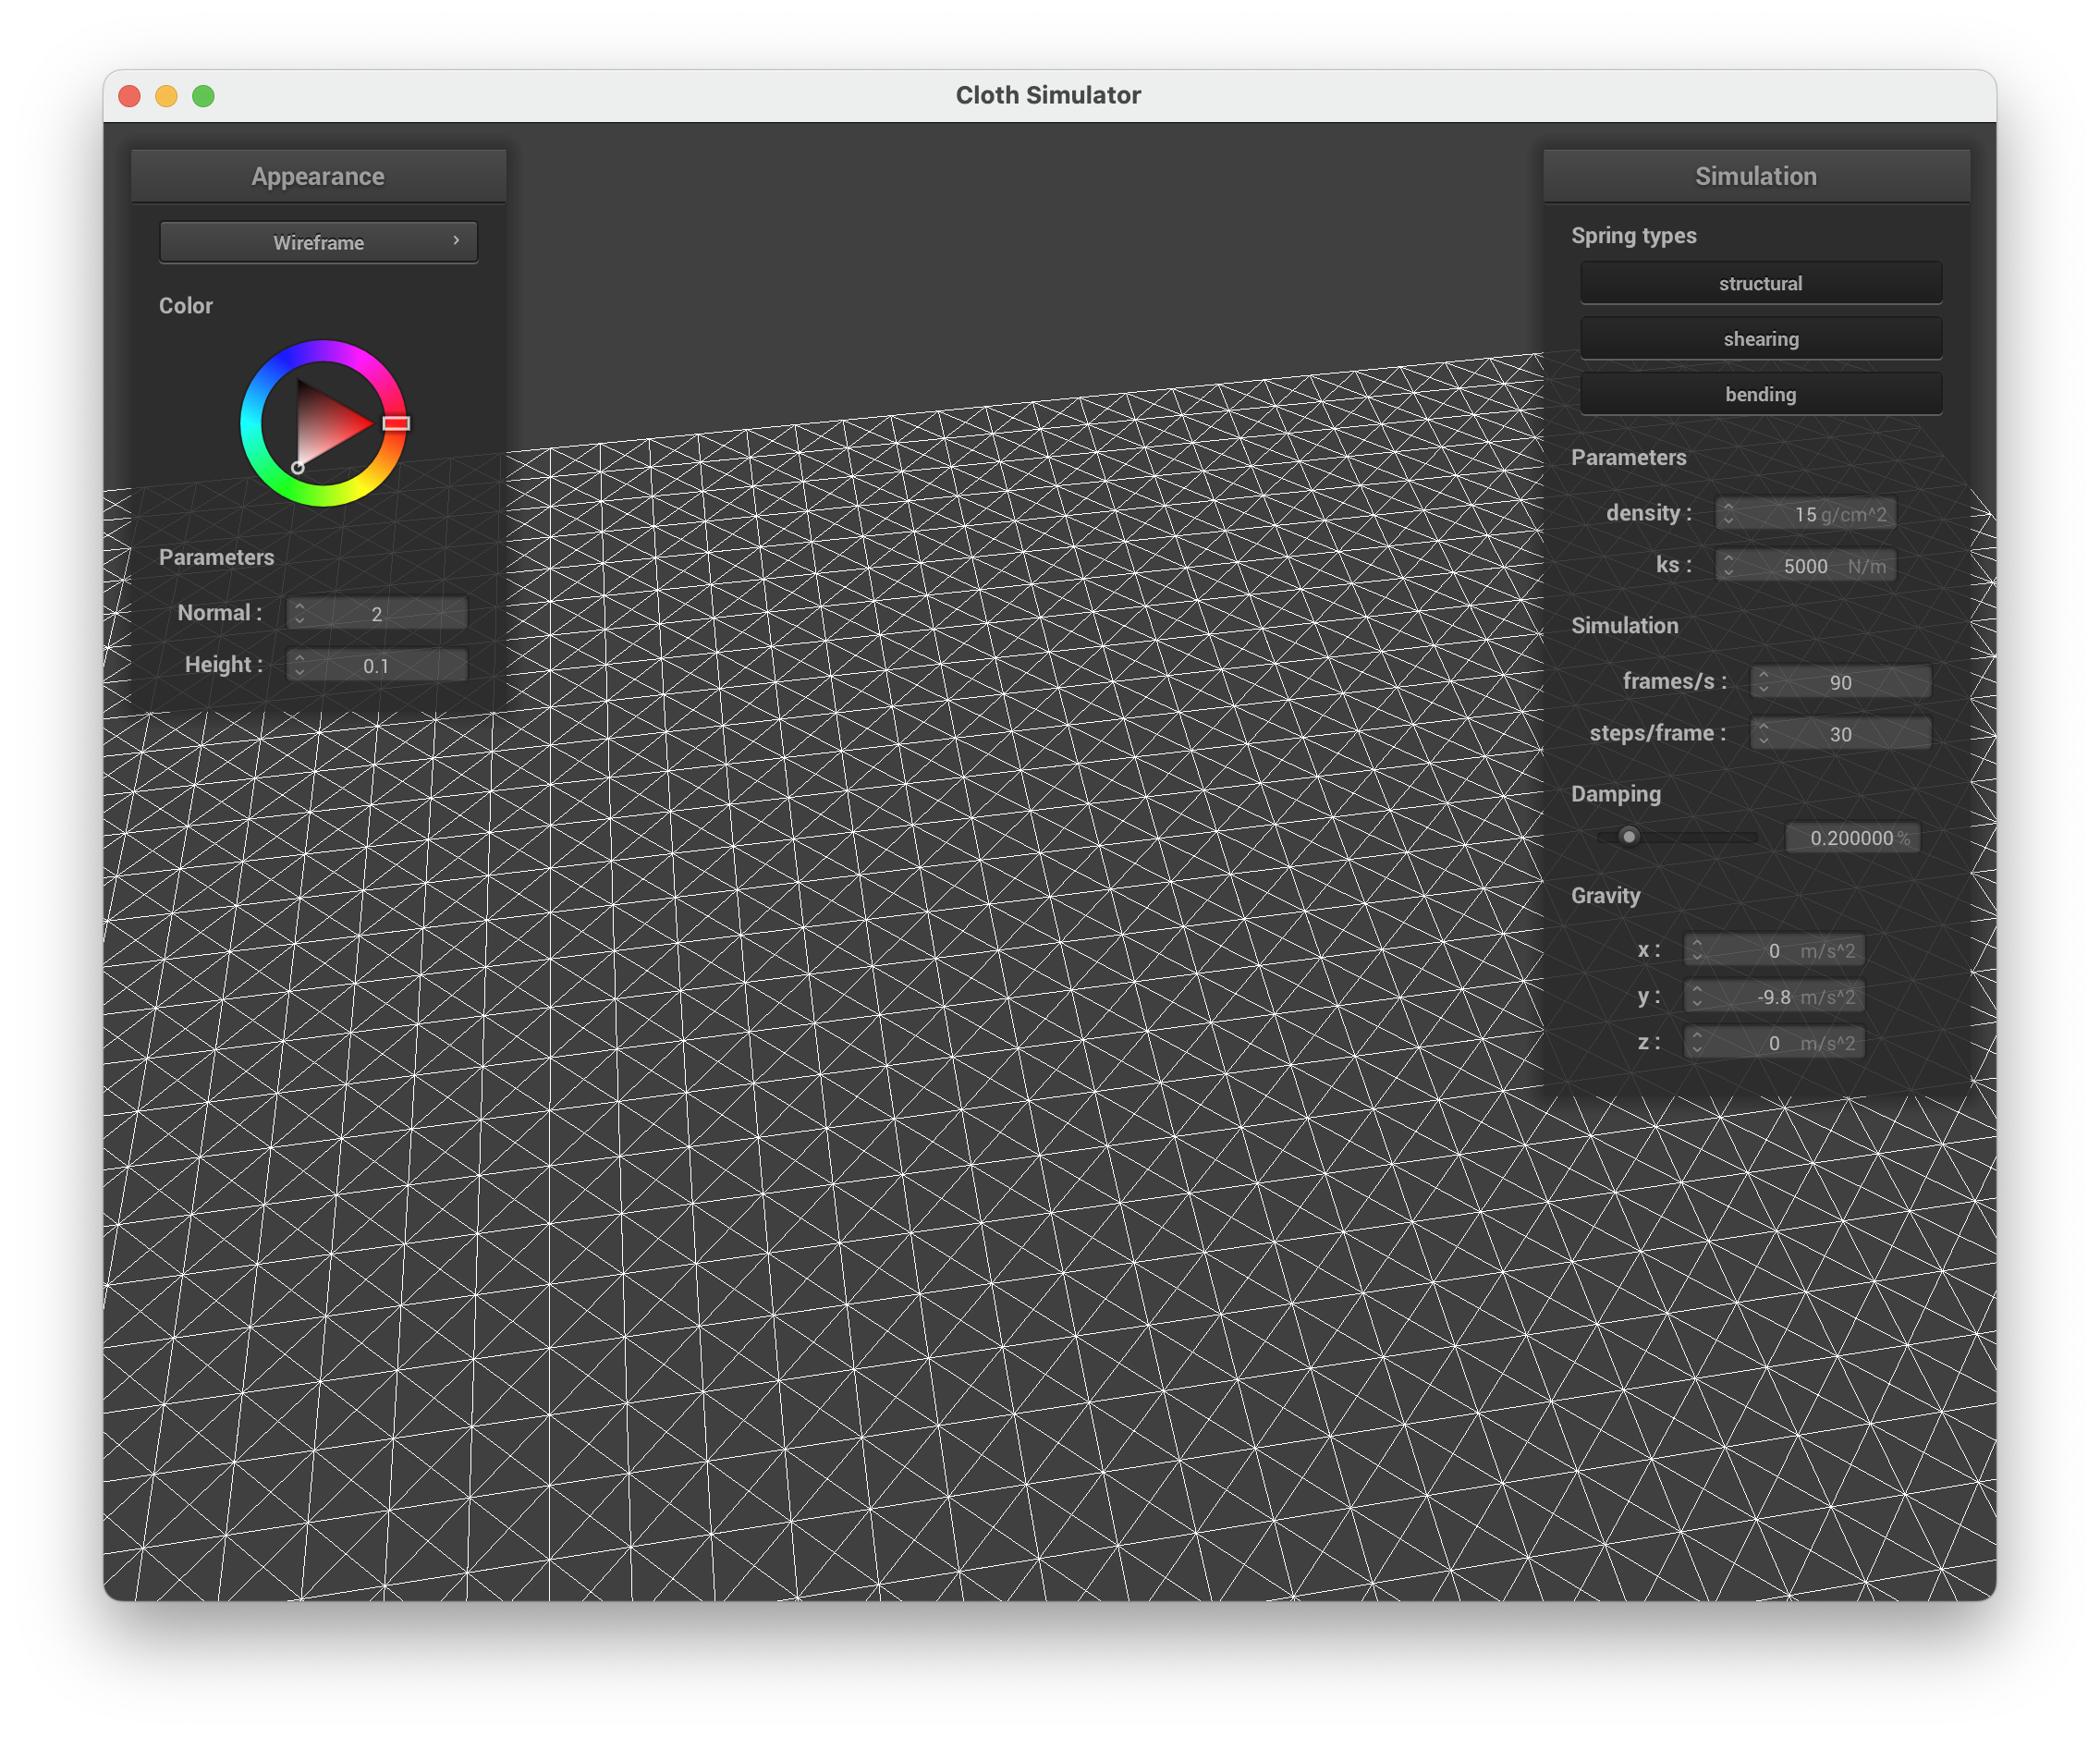 Cloth Simulator
Appearance
Wireframe
Color
Parameters
Normal : 2
Height : 0.1
Simulation
Spring types
structural
shearing
bending
Parameters
density : 15 g/cm^2
ks : 5000 N/m
Simulation
frames/s : 90
steps/frame : 30
Damping
0.200000 %
Gravity
x : 0 m/s^2
y : -9.8 m/s^2
z : 0 m/s^2